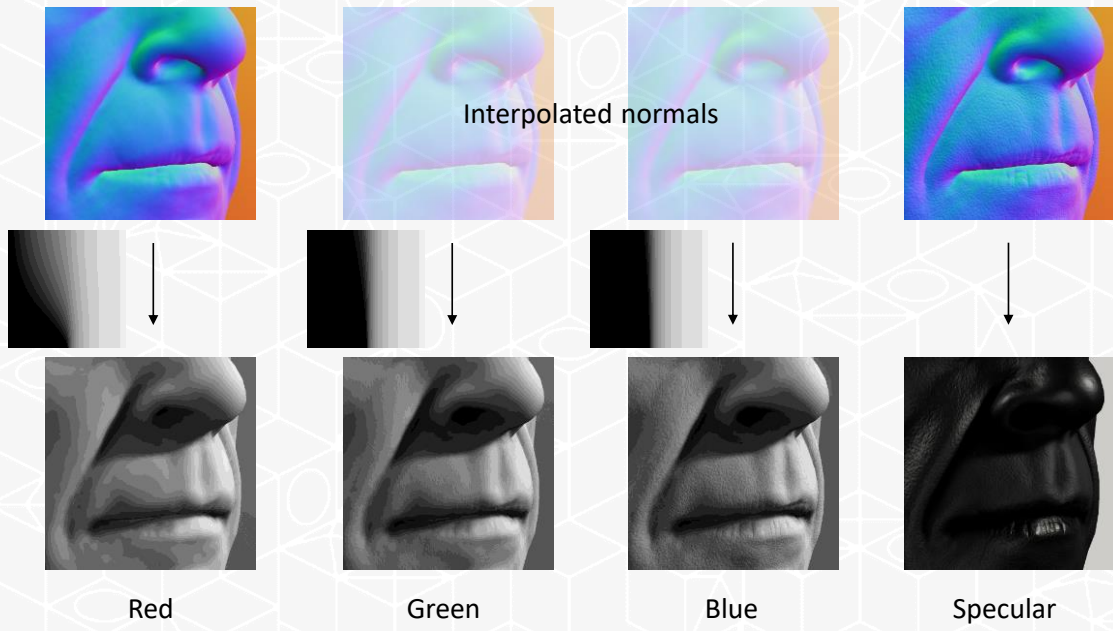 Interpolated normals
Red
Green
Blue
Specular